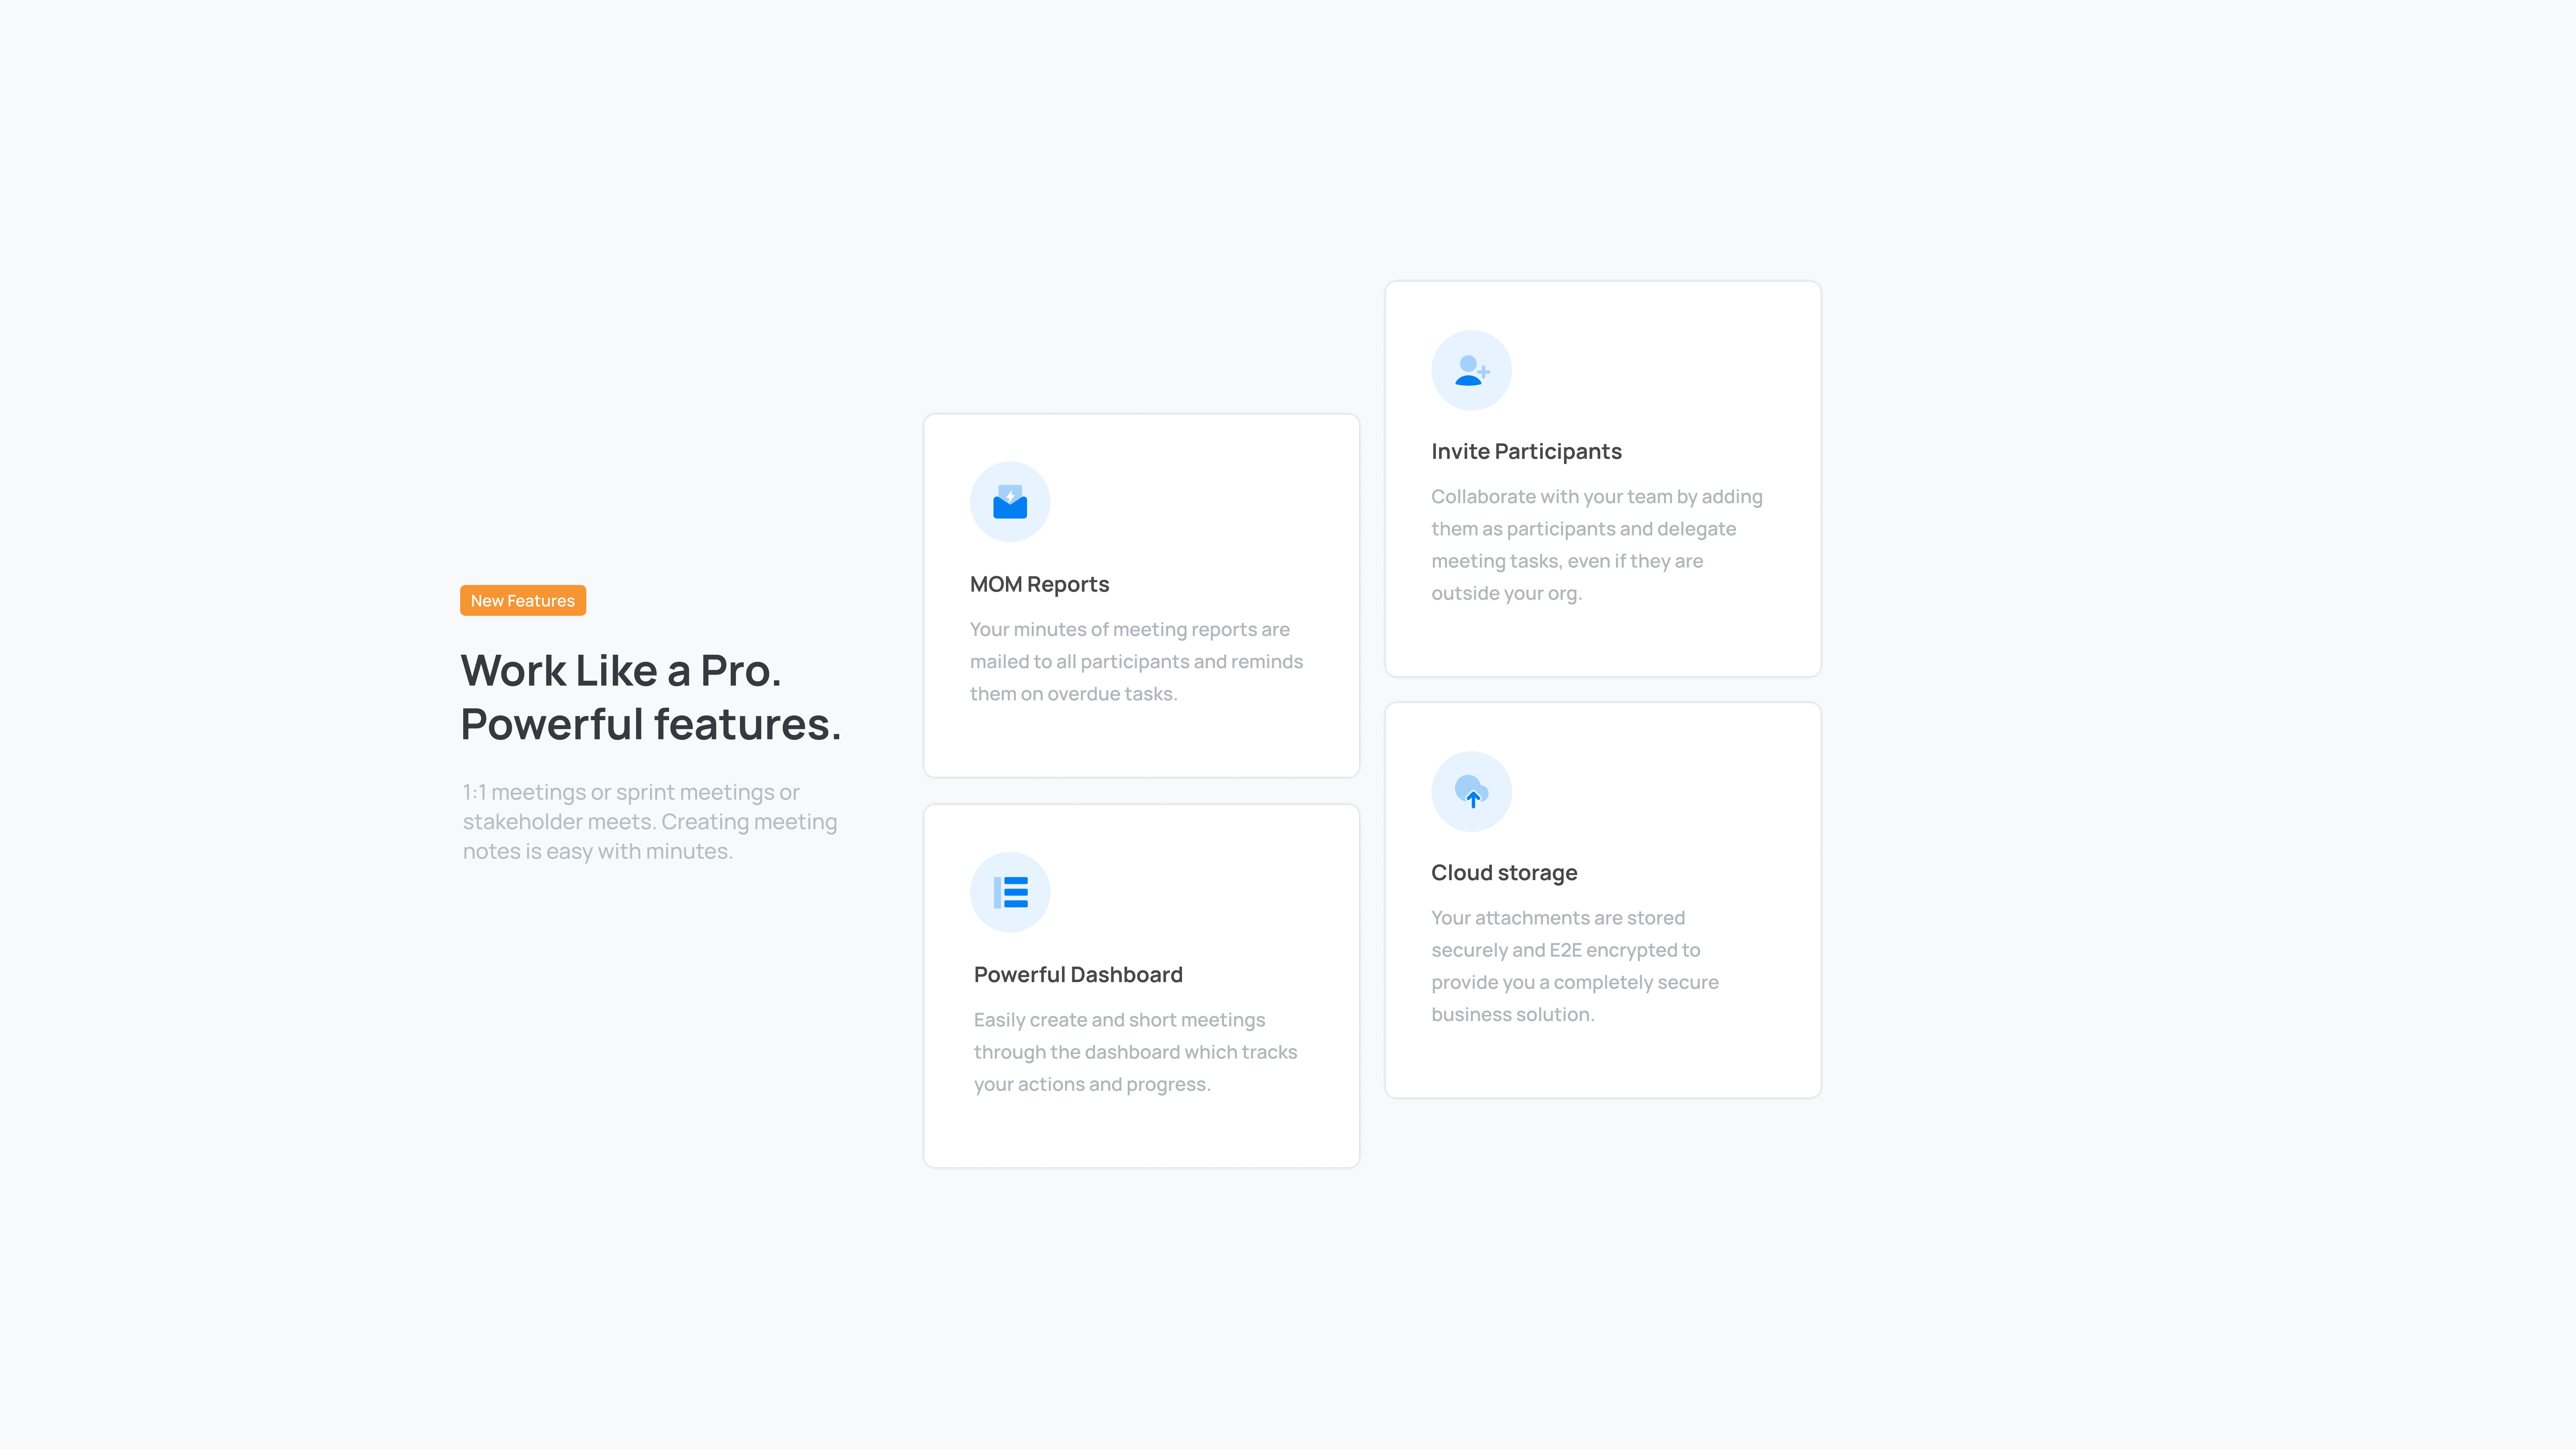 New Features
Work Like a Pro.
Powerful features.
1:1 meetings or sprint meetings or
stakeholder meets. Creating meeting
notes is easy with minutes.
MOM Reports
Your minutes of meeting reports are
mailed to all participants and reminds
them on overdue tasks.
Powerful Dashboard
Easily create and short meetings
through the dashboard which tracks
your actions and progress.
Invite Participants
Collaborate with your team by adding
them as participants and delegate
meeting tasks, even if they are
outside your org.
Cloud storage
Your attachments are stored
securely and E2E encrypted to
provide you a completely secure
business solution.